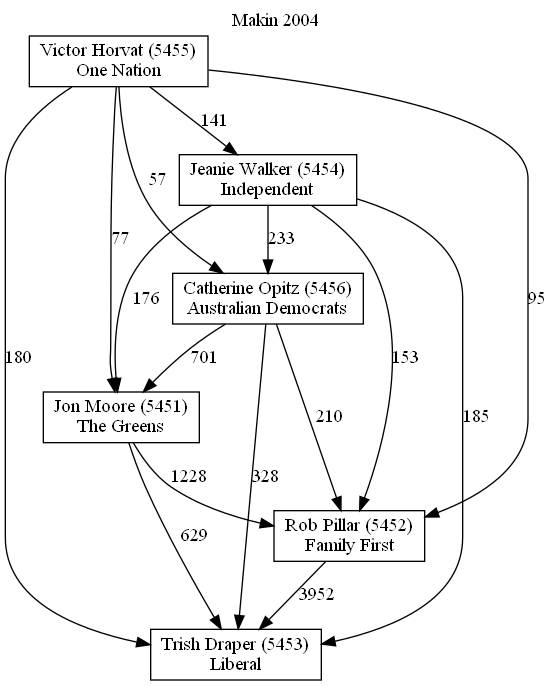 Makin 2004
Victor Horvat (5455)
One Nation
141
Jeanie Walker (5454)
Independent
57
77
233
176
95
Catherine Opitz (5456)
Australian Democrats
180
701
153
Jon Moore (5451)
The Greens
210
185
1228
328
629
Rob Pillar (5452)
Family First
3952
Trish Draper (5453)
Liberal